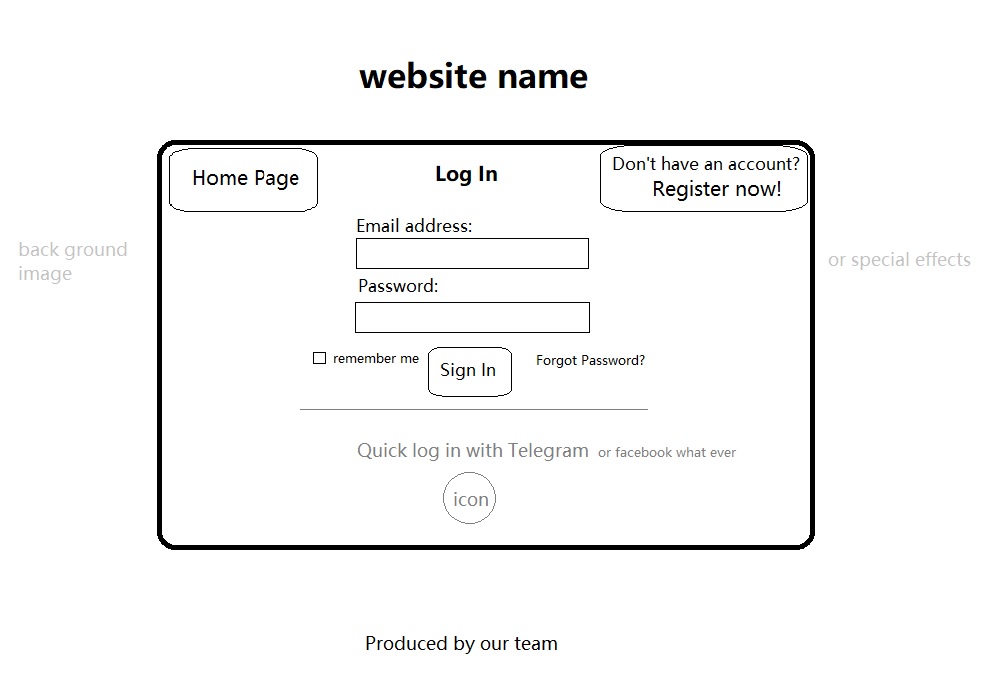 website name
Home Page
Log In
Don't have an account?
Register now!
Email address:
back ground
image
or special effects
Password:
remember me
Sign In
Forgot Password?
Quick log in with Telegram or facebook what ever
icon
Produced by our team